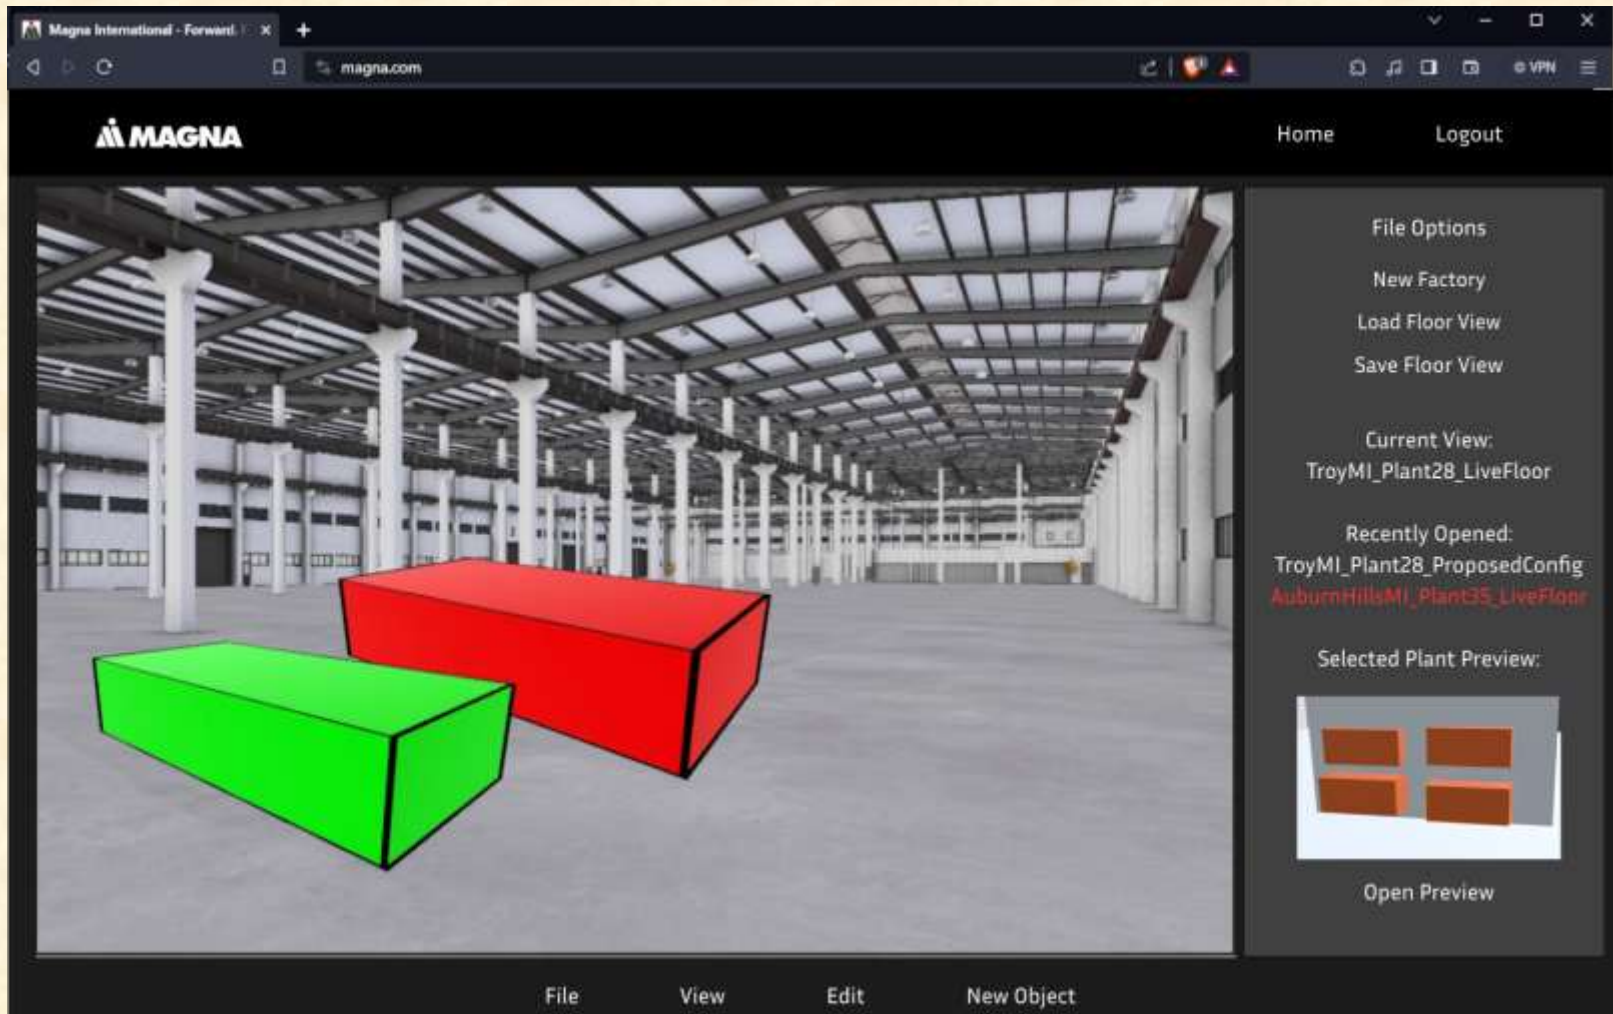 Magna International - Forward.
magna.com
VPN
MAGNA
Home
Logout
File Options
New Factory
Load Floor View
Save Floor View
Current View:
TroyMI_Plant28_LiveFloor
Recently Opened:
TroyMI_Plant28_ProposedConfig
AuburnHillsMI_Plant35_LiveFloor
Selected Plant Preview:
Open Preview
File
View
Edit
New Object